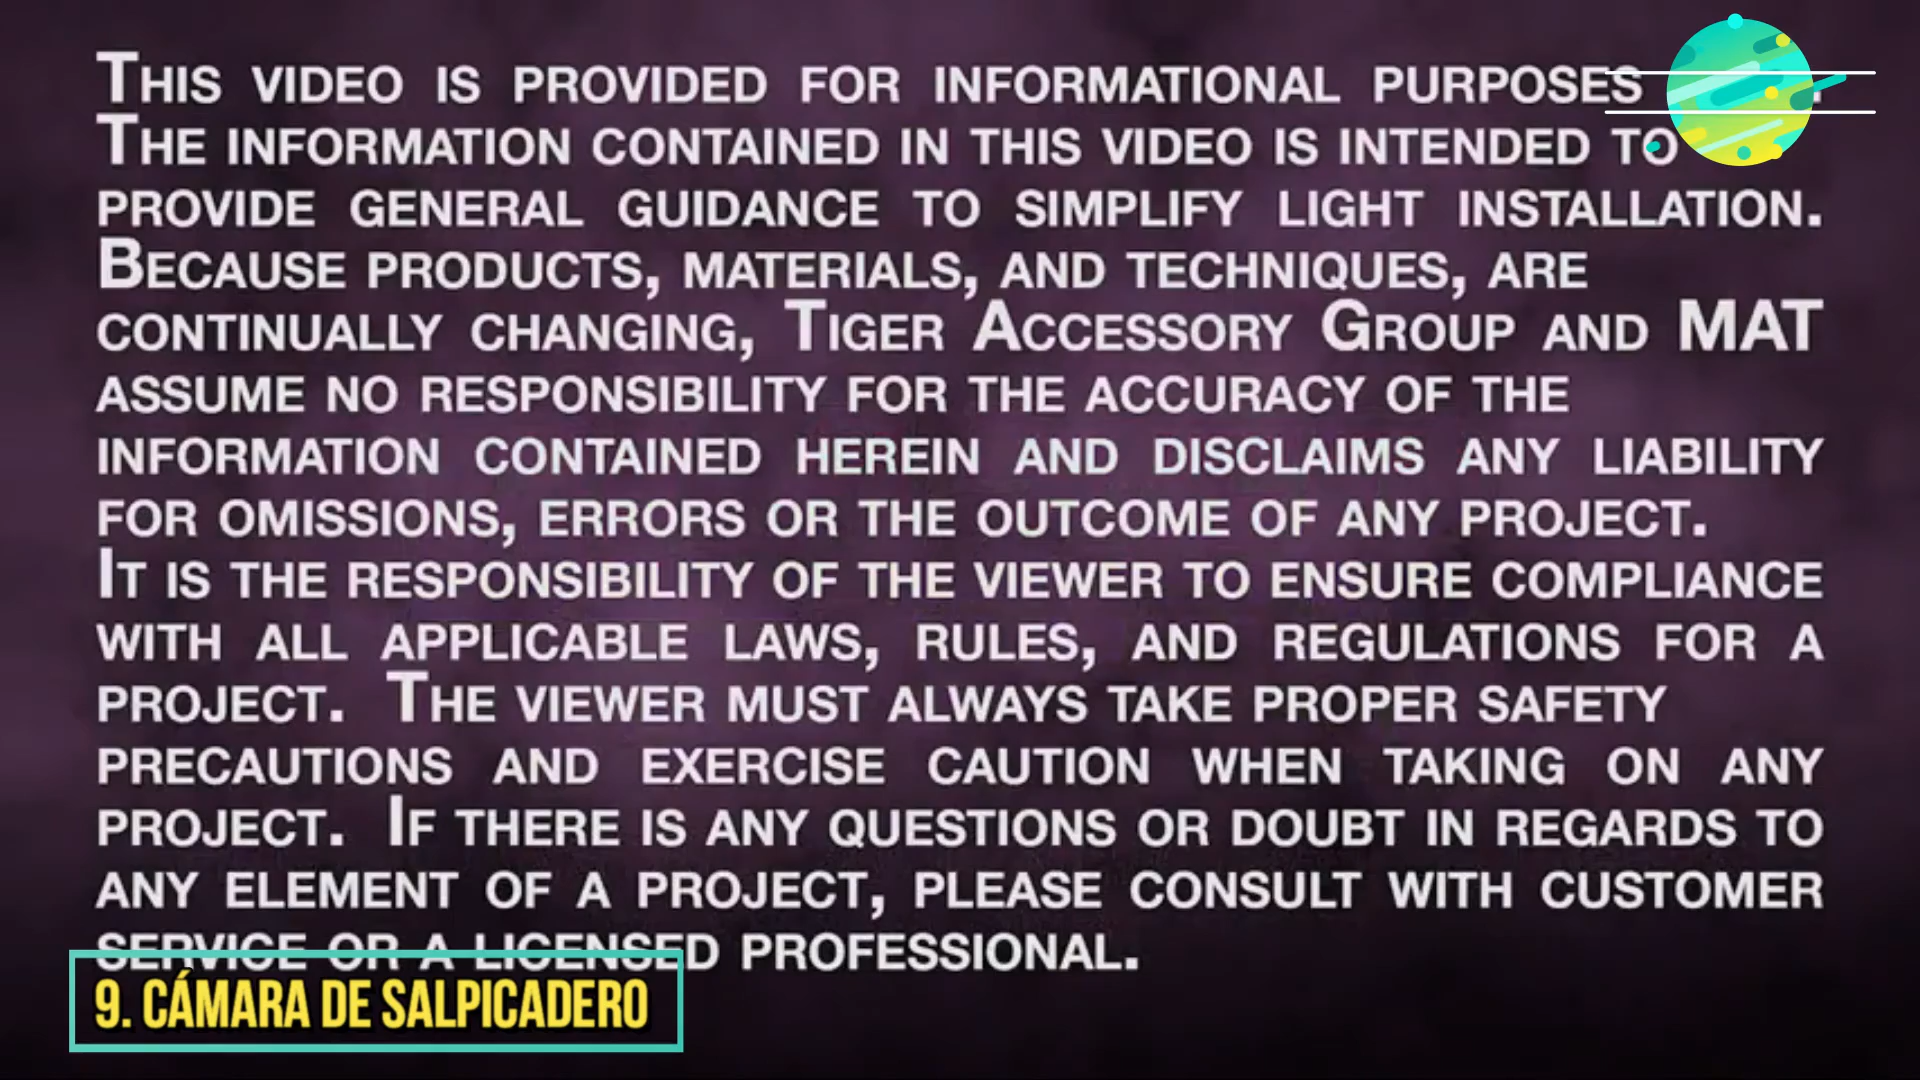 THIS VIDEO IS PROVIDED FOR INFORMATIONAL PURPOSES
THE INFORMATION CONTAINED IN THIS VIDEO IS INTENDED TO
PROVIDE GENERAL GUIDANCE TO SIMPLIFY LIGHT INSTALLATION.
BECAUSE PRODUCTS, MATERIALS, AND TECHNIQUES, ARE
CONTINUALLY CHANGING, TIGER ACCESSORY GROUP AND MAT
ASSUME NO RESPONSIBILITY FOR THE ACCURACY OF THE
INFORMATION CONTAINED HEREIN AND DISCLAIMS ANY LIABILITY
FOR OMISSIONS, ERRORS OR THE OUTCOME OF ANY PROJECT.
IT IS THE RESPONSIBILITY OF THE VIEWER TO ENSURE COMPLIANCE
WITH ALL APPLICABLE LAWS, RULES, AND REGULATIONS FOR A
PROJECT. THE VIEWER MUST ALWAYS TAKE PROPER SAFETY
PRECAUTIONS AND EXERCISE CAUTION WHEN TAKING ON ANY
PROJECT. IF THERE IS ANY QUESTIONS OR DOUBT IN REGARDS TO
ANY ELEMENT OF A PROJECT, PLEASE CONSULT WITH CUSTOMER
SERVICE OR A LICENSED PROFESSIONAL.
9. CÁMARA DE SALPICADERO